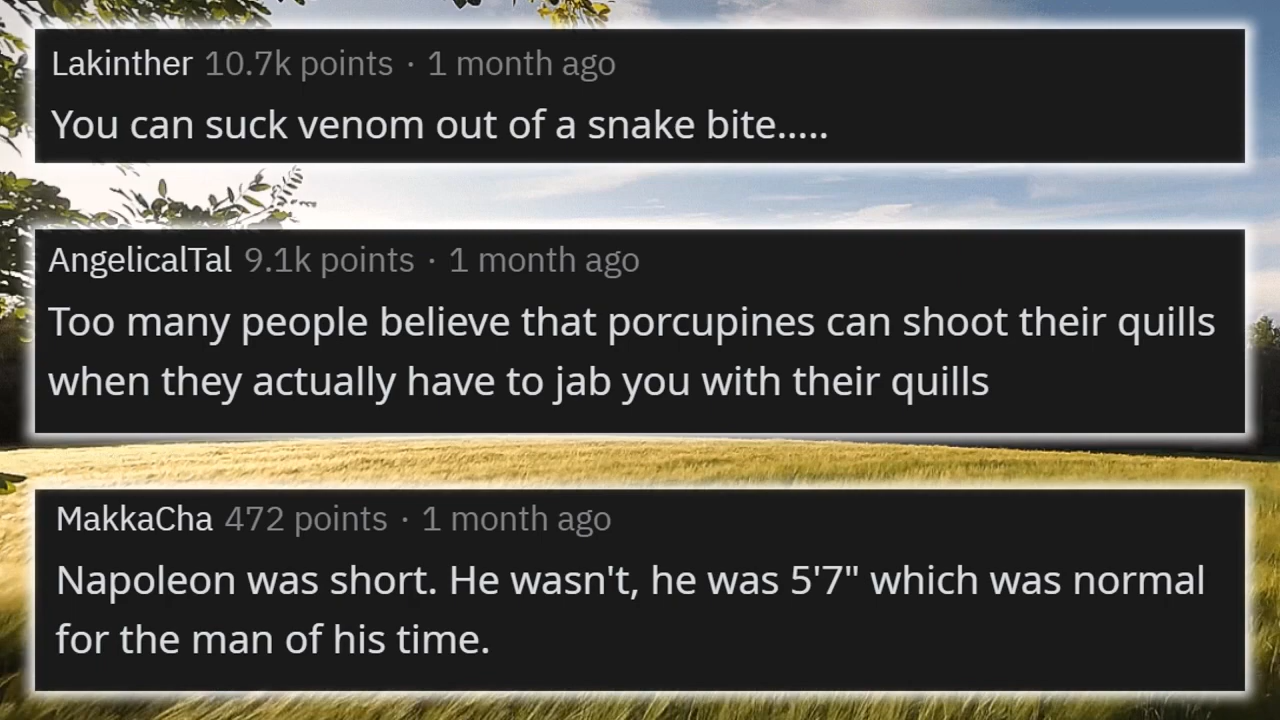 Lakinther 10.7k points · 1 month ago
You can suck venom out of a snake bite.....
AngelicalTal 9.1k points · 1 month ago
Too many people believe that porcupines can shoot their quills
when they actually have to jab you with their quills
MakkaCha 472 points · 1 month ago
Napoleon was short. He wasn't, he was 5'7" which was normal
for the man of his time.